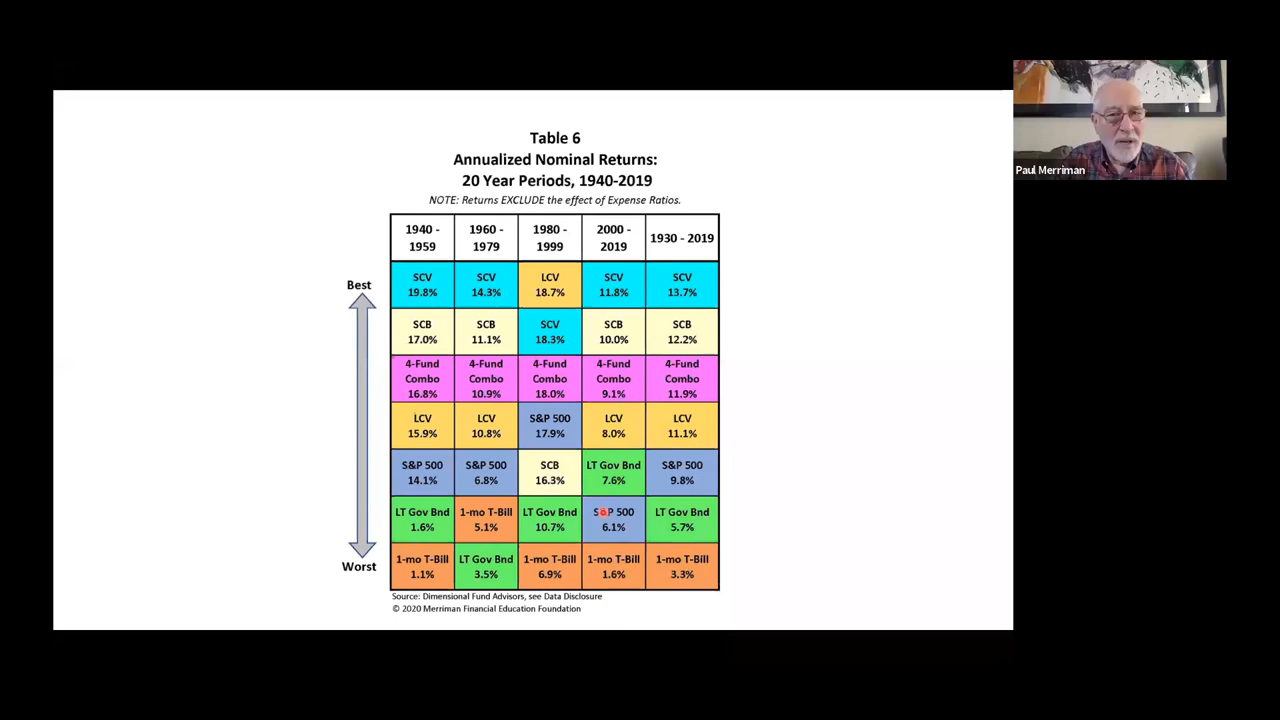 Table 6
Annualized Nominal Returns:
20 Year Periods, 1940-2019
NOTE: Returns EXCLUDE the effect of Expense Ratios.
1940 - 1959
1960 - 1979
1980 - 1999
2000 - 2019
1930 - 2019
Best
SCV 19.8%
SCV 14.3%
LCV 18.7%
SCV 11.8%
SCV 13.7%
SCB 17.0%
SCB 11.1%
SCV 18.3%
SCB 10.0%
SCB 12.2%
4-Fund Combo 16.8%
4-Fund Combo 10.9%
4-Fund Combo 18.0%
4-Fund Combo 9.1%
4-Fund Combo 11.9%
LCV 15.9%
LCV 10.8%
S&P 500 17.9%
LCV 8.0%
LCV 11.1%
S&P 500 14.1%
S&P 500 6.8%
SCB 16.3%
LT Gov Bnd 7.6%
S&P 500 9.8%
LT Gov Bnd 1.6%
1-mo T-Bill 5.1%
LT Gov Bnd 10.7%
S&P 500 6.1%
LT Gov Bnd 5.7%
Worst
1-mo T-Bill 1.1%
LT Gov Bnd 3.5%
1-mo T-Bill 6.9%
1-mo T-Bill 1.6%
1-mo T-Bill 3.3%
Source: Dimensional Fund Advisors, see Data Disclosure
© 2020 Merriman Financial Education Foundation
Paul Merriman